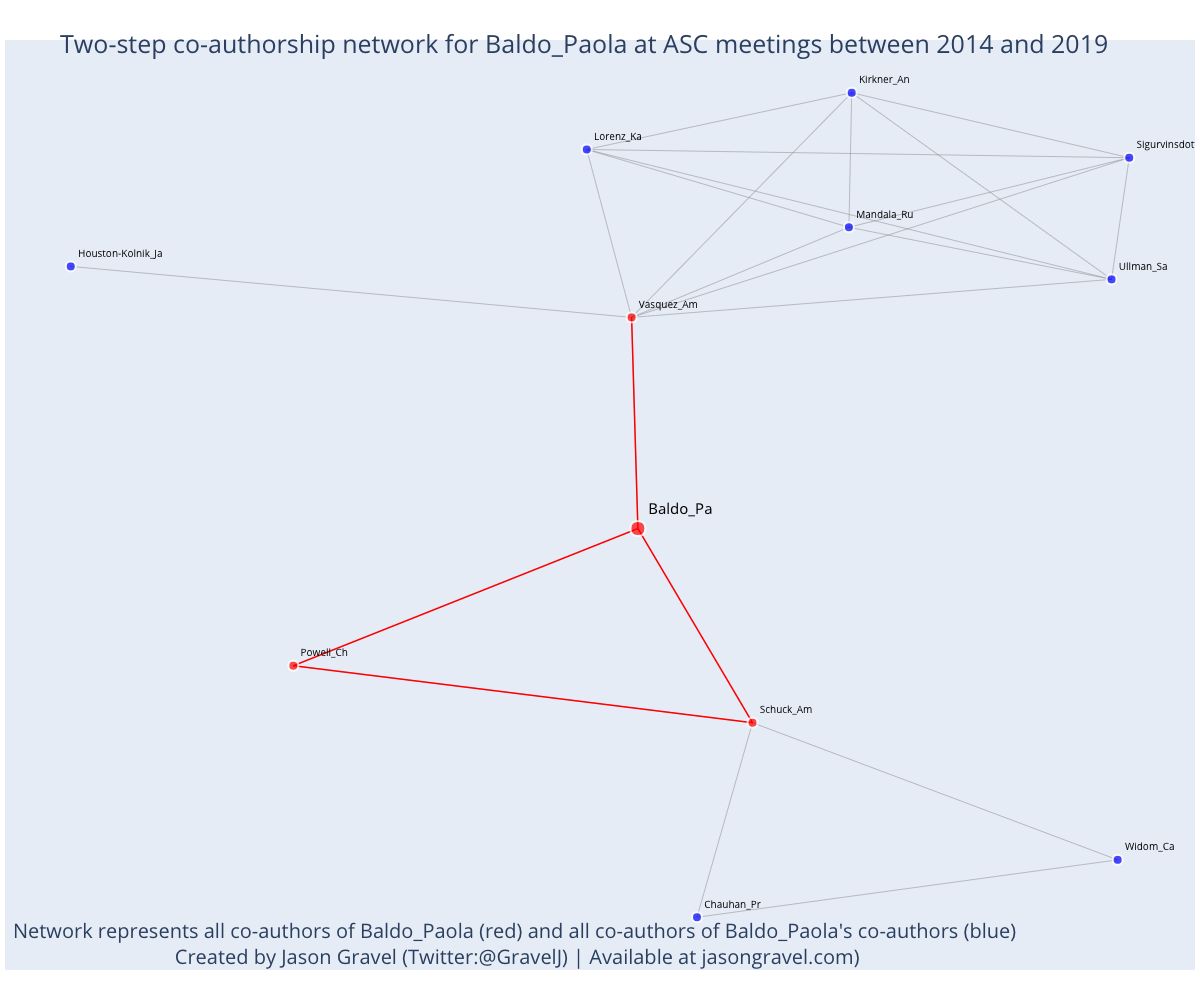 Two-step co-authorship network for Baldo_Paola at ASC meetings between 2014 and 2019
Kirkner_An
Lorenz_Ka
Sigurvinsdot
Mandala_Ru
Houston-Kolnik_Ja
Ullman_Sa
Vasquez_Am
Baldo_Pa
Powell_Ch
Schuck_Am
Widom_Ca
Chauhan_Pr
Network represents all co-authors of Baldo_Paola (red) and all co-authors of Baldo_Paola's co-authors (blue)
Created by Jason Gravel (Twitter:@GravelJ) | Available at jasongravel.com)